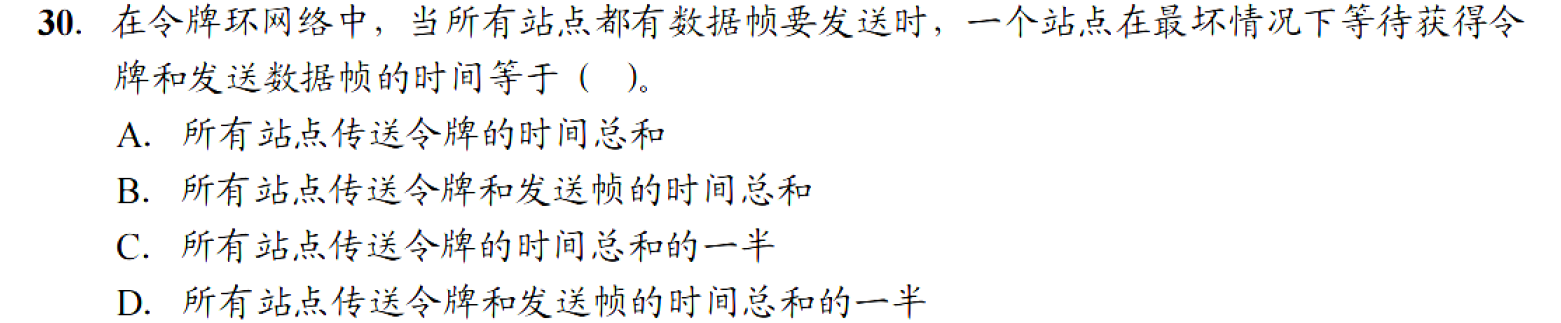 30. 在令牌环网络中，当所有站点都有数据帧要发送时，一个站点在最坏情况下等待获得令
牌和发送数据帧的时间等于（ ）。
A. 所有站点传送令牌的时间总和
B. 所有站点传送令牌和发送帧的时间总和
C. 所有站点传送令牌的时间总和的一半
D. 所有站点传送令牌和发送帧的时间总和的一半